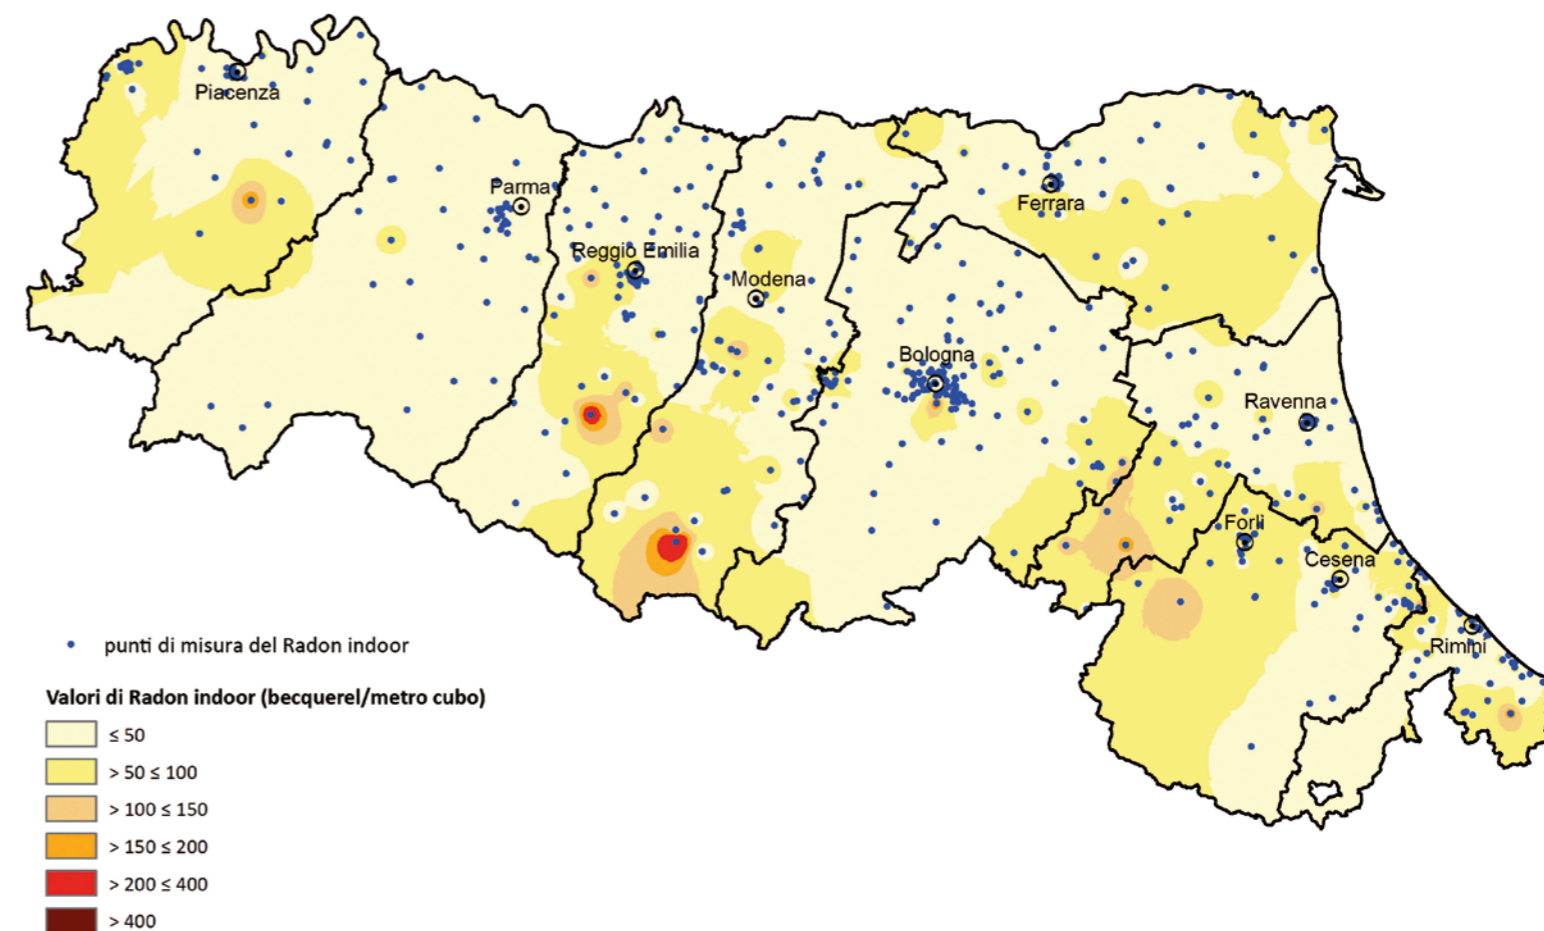 Piacenza
Parma
Reggio Emilia
Modena
Ferrara
Bologna
Ravenna
Forlì
Cesena
Rimini
punti di misura del Radon indoor
Valori di Radon indoor (becquerel/metro cubo)
≤ 50
> 50 ≤ 100
> 100 ≤ 150
> 150 ≤ 200
> 200 ≤ 400
> 400